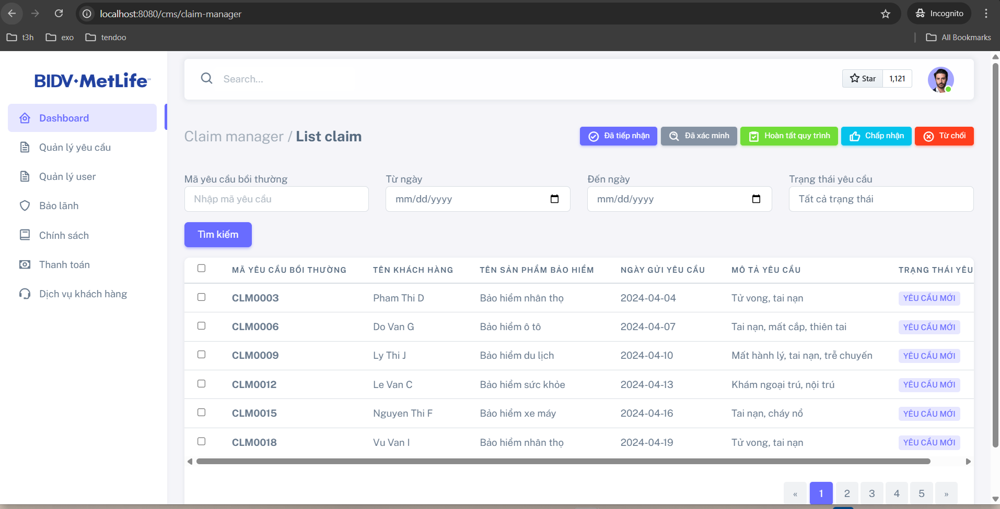 localhost:8080/cms/claim-manager
Incognito
t3h exo tendoo
All Bookmarks
BIDV MetLife
Search...
Star 1,121
Dashboard
Quản lý yêu cầu
Quản lý user
Bảo lãnh
Chính sách
Thanh toán
Dịch vụ khách hàng
Claim manager / List claim
Đã tiếp nhận Đã xác minh Hoàn tất quy trình Chấp nhận Từ chối
Mã yêu cầu bồi thường Từ ngày Đến ngày Trạng thái yêu cầu
Nhập mã yêu cầu mm/dd/yyyy mm/dd/yyyy Tất cả trạng thái
Tìm kiếm
MÃ YÊU CẦU BỒI THƯỜNG TÊN KHÁCH HÀNG TÊN SẢN PHẨM BẢO HIỂM NGÀY GỬI YÊU CẦU MÔ TẢ YÊU CẦU TRẠNG THÁI YÊU
CLM0003 Pham Thi D Bảo hiểm nhân thọ 2024-04-04 Tử vong, tai nạn YÊU CẦU MỚI
CLM0006 Do Van G Bảo hiểm ô tô 2024-04-07 Tai nạn, mất cắp, thiên tai YÊU CẦU MỚI
CLM0009 Ly Thi J Bảo hiểm du lịch 2024-04-10 Mất hành lý, tai nạn, trễ chuyến YÊU CẦU MỚI
CLM0012 Le Van C Bảo hiểm sức khỏe 2024-04-13 Khám ngoại trú, nội trú YÊU CẦU MỚI
CLM0015 Nguyen Thi F Bảo hiểm xe máy 2024-04-16 Tai nạn, cháy nổ YÊU CẦU MỚI
CLM0018 Vu Van I Bảo hiểm nhân thọ 2024-04-19 Tử vong, tai nạn YÊU CẦU MỚI
« 1 2 3 4 5 »